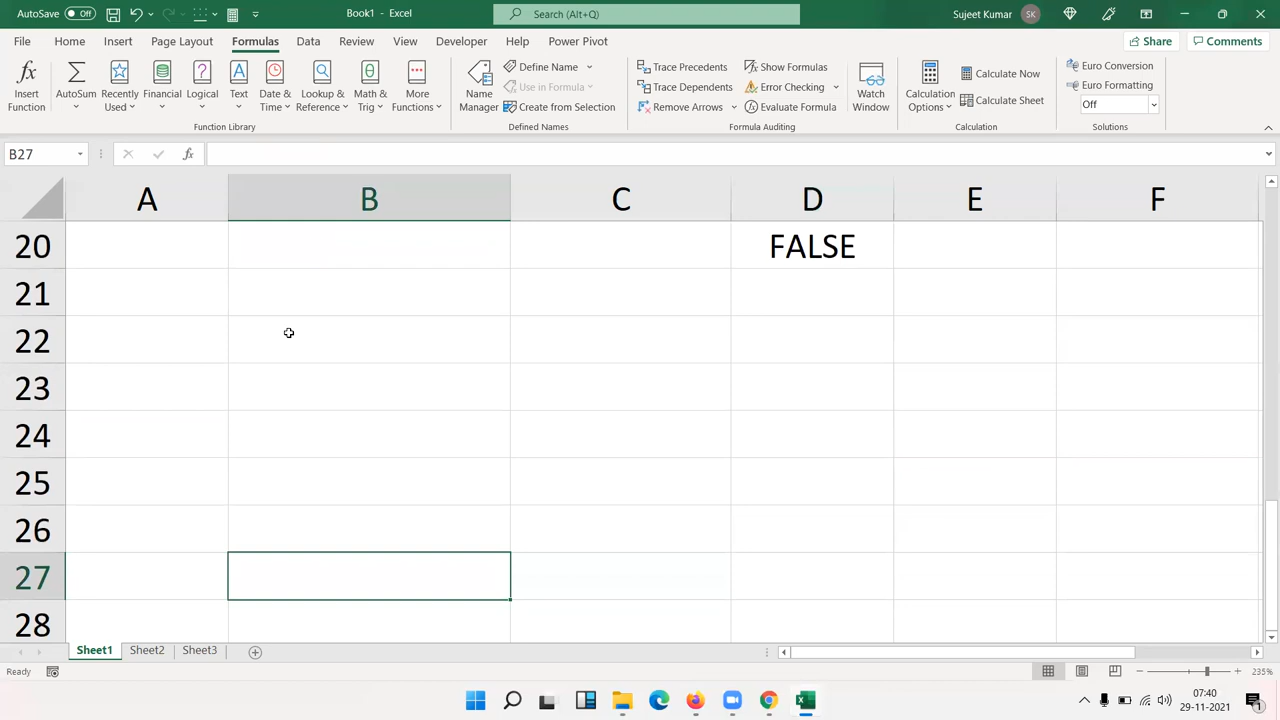 AutoSave Off Book1 - Excel Search (Alt+Q) Sujeet Kumar SK
File Home Insert Page Layout Formulas Data Review View Developer Help Power Pivot Share Comments
Insert Function AutoSum Recently Used Financial Logical Text Date & Time Lookup & Reference Math & Trig More Functions
Function Library
Name Manager Define Name Use in Formula Create from Selection
Defined Names
Trace Precedents Show Formulas
Trace Dependents Error Checking
Remove Arrows Evaluate Formula
Formula Auditing
Watch Window
Calculation Options Calculate Now Calculate Sheet
Calculation
Euro Conversion
Euro Formatting
Off
Solutions
B27 fx
A B C D E F
20 FALSE
21
22
23
24
25
26
27
28
Sheet1 Sheet2 Sheet3
Ready 235%
07:40
29-11-2021
1